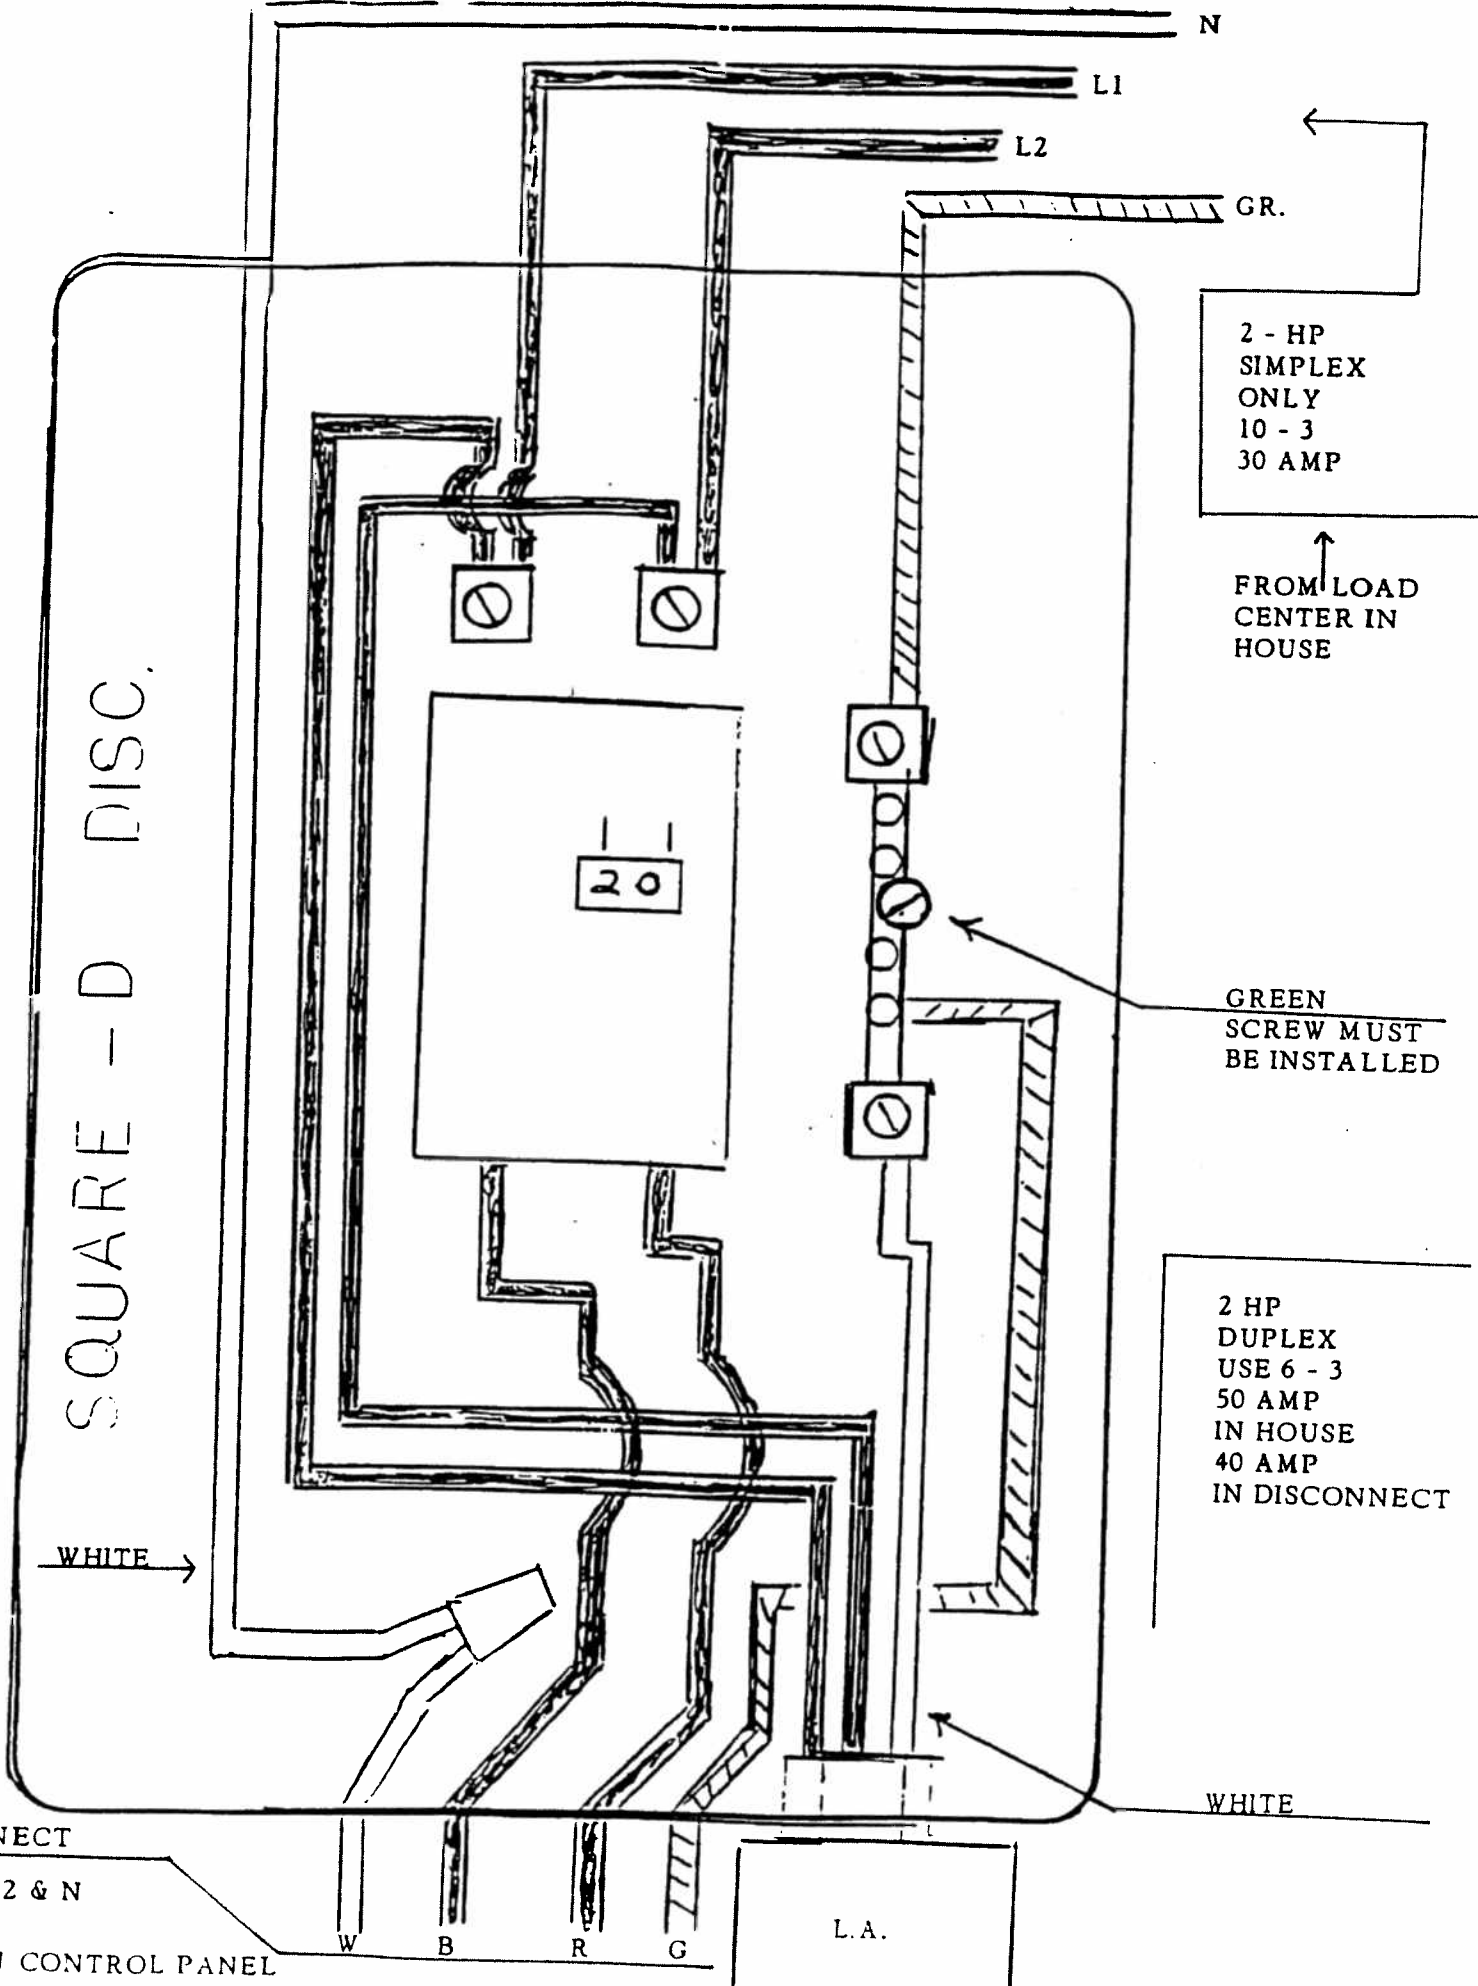 N
L1
L2
GR.
2 - HP
SIMPLEX
ONLY
10 - 3
30 AMP
FROM LOAD
CENTER IN
HOUSE
SQUARE - D DISC.
20
GREEN
SCREW MUST
BE INSTALLED
2 HP
DUPLEX
USE 6 - 3
50 AMP
IN HOUSE
40 AMP
IN DISCONNECT
WHITE
WHITE
2 & N
CONTROL PANEL
W B R G
L.A.